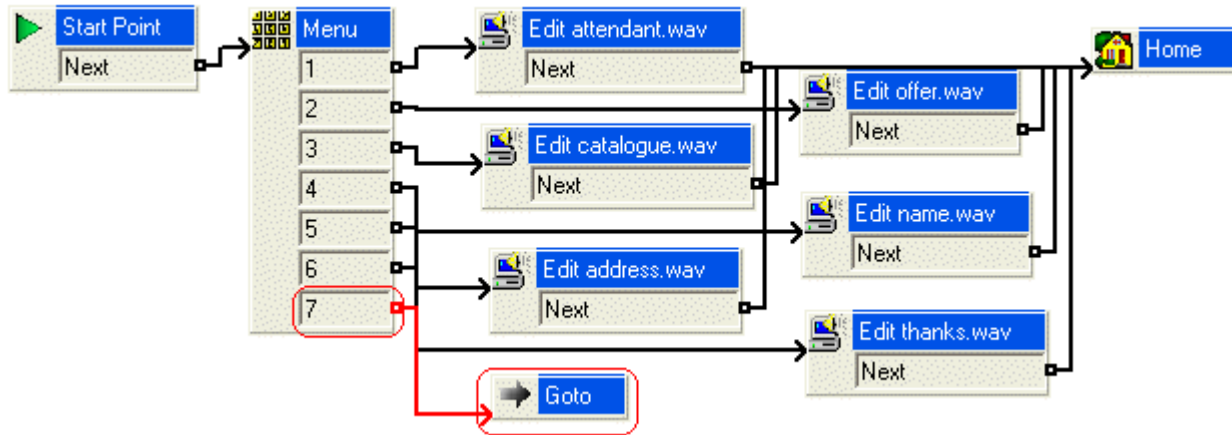 Start Point
Next
Menu
1
2
3
4
5
6
7
Edit attendant.wav
Next
Edit offer.wav
Next
Edit catalogue.wav
Next
Edit name.wav
Next
Edit address.wav
Next
Edit thanks.wav
Next
Goto
Home